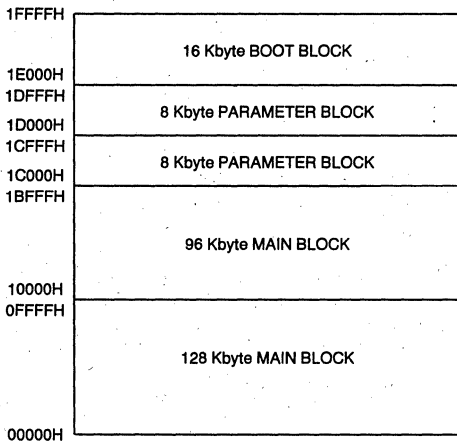 1FFFFH
16 Kbyte BOOT BLOCK
1E000H
1DFFFH
8 Kbyte PARAMETER BLOCK
1D000H
1CFFFH
8 Kbyte PARAMETER BLOCK
1C000H
1BFFFH
96 Kbyte MAIN BLOCK
10000H
0FFFFH
128 Kbyte MAIN BLOCK
00000H